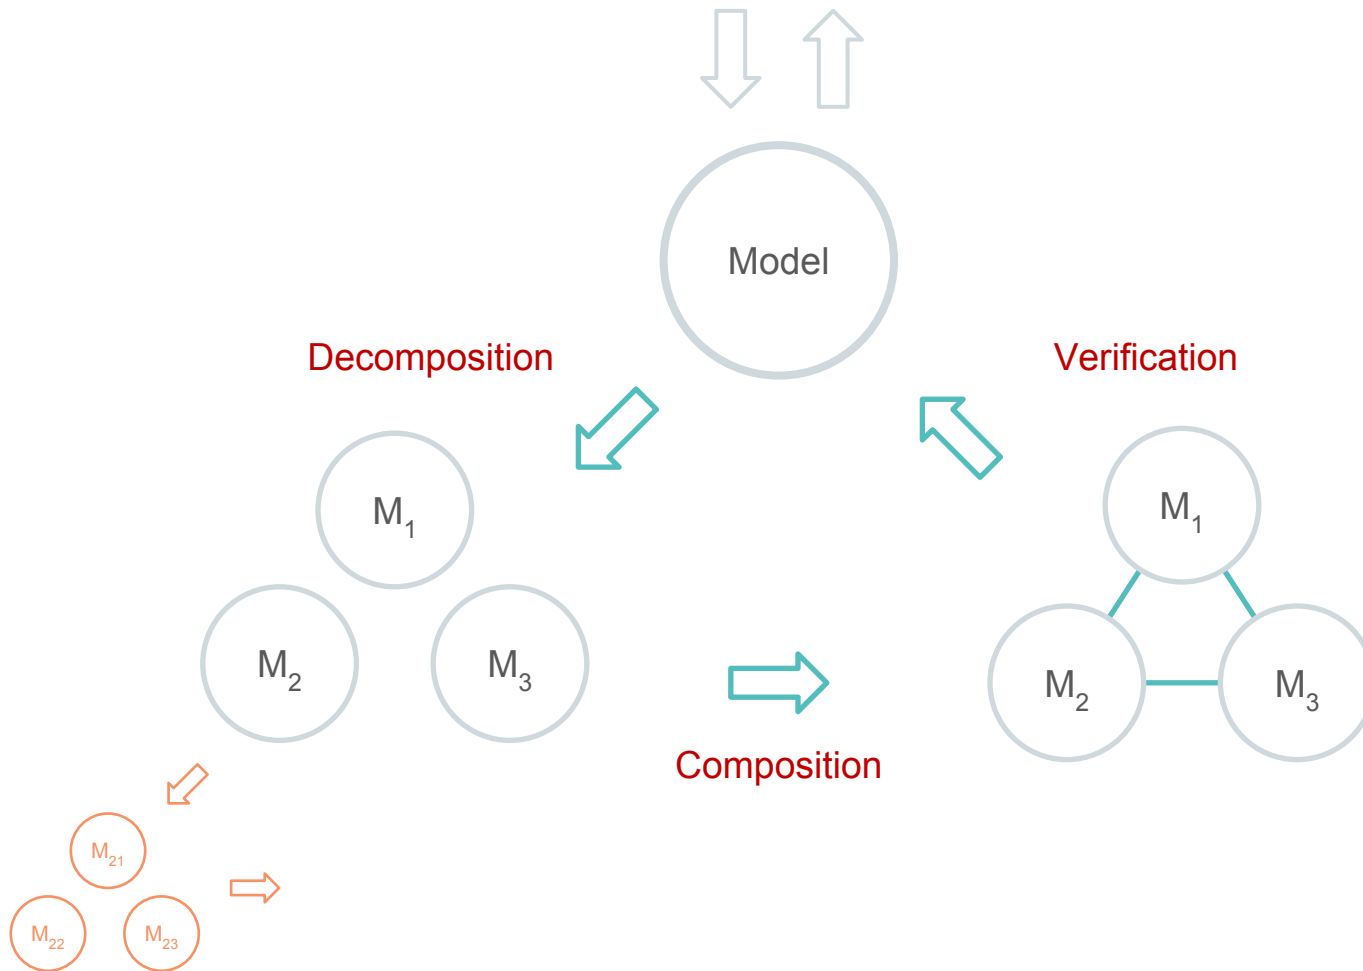 Model
Decomposition
Verification
M1
M2
M3
M1
M2
M3
Composition
M21
M22
M23